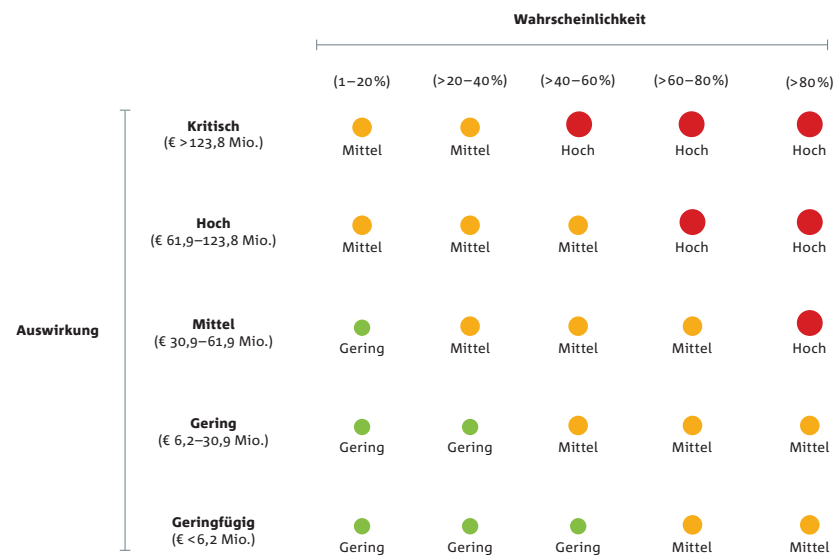 Wahrscheinlichkeit
(1–20%) (>20–40%) (>40–60%) (>60–80%) (>80%)
Kritisch
(€ >123,8 Mio.)
Mittel Mittel Hoch Hoch Hoch
Hoch
(€ 61,9–123,8 Mio.)
Mittel Mittel Mittel Hoch Hoch
Auswirkung
Mittel
(€ 30,9–61,9 Mio.)
Gering Mittel Mittel Mittel Hoch
Gering
(€ 6,2–30,9 Mio.)
Gering Gering Mittel Mittel Mittel
Geringfügig
(€ <6,2 Mio.)
Gering Gering Gering Mittel Mittel